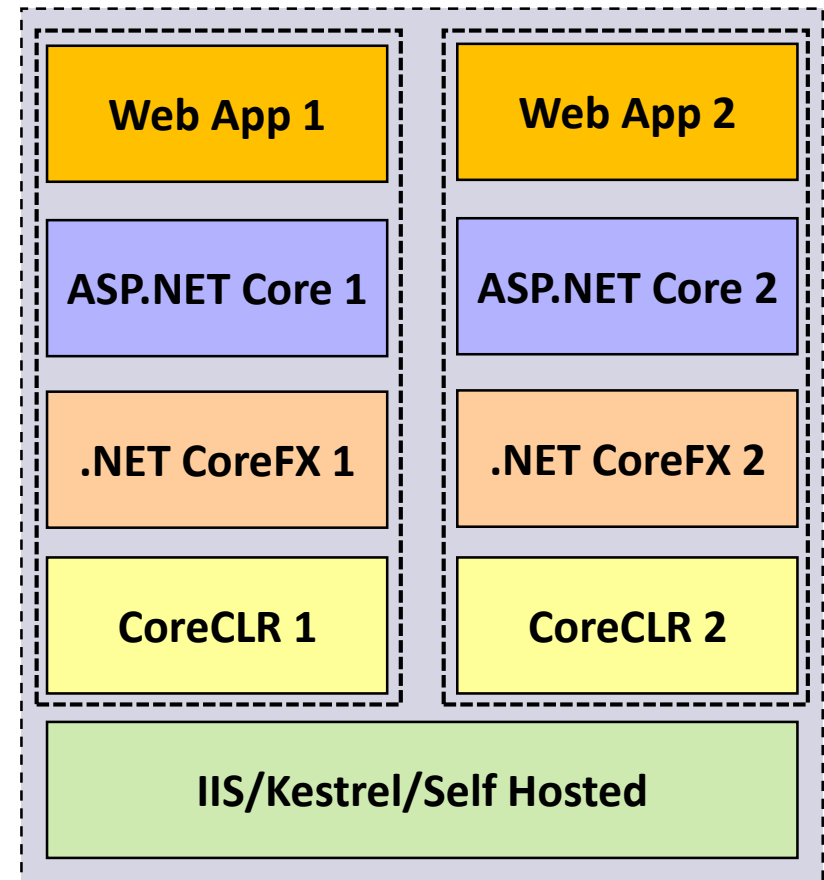 Web App 1
ASP.NET Core 1
.NET CoreFX 1
CoreCLR 1
Web App 2
ASP.NET Core 2
.NET CoreFX 2
CoreCLR 2
IIS/Kestrel/Self Hosted